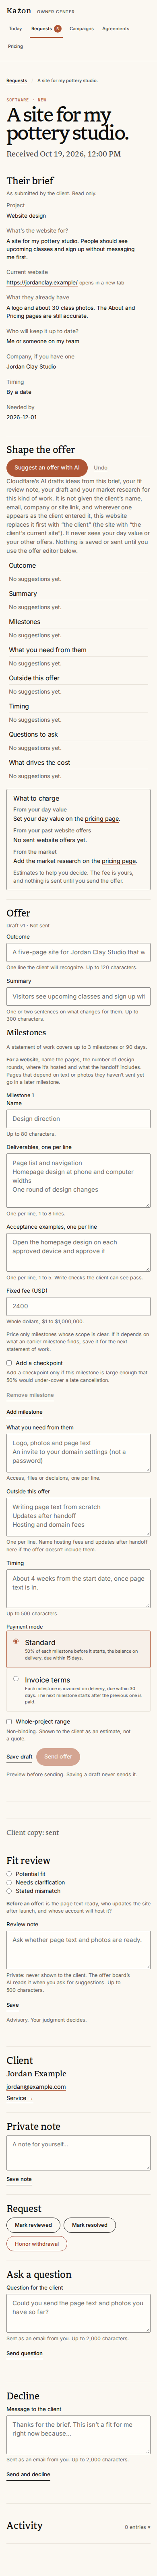 Kazon OWNER CENTER
Today Requests 1 Campaigns Agreements
Pricing
Requests A site for my pottery studio.
SOFTWARE · WEB
A site for my
pottery studio.
Received Oct 19, 2026, 12:00 PM
Their brief
As submitted by the client. Read only.
Project
Website design
What's the website for?
A site for my pottery studio. People should see
upcoming classes and sign up without messaging
me first.
Current website
https://jordanclay.example/ opens in a new tab
What they already have
A logo and about 30 class photos. The About and
Pricing pages are still accurate.
Who will keep it up to date?
Me or someone on my team
Company, if you have one
Jordan Clay Studio
Timing
By a date
Needed by
2026-12-01
Shape the offer
Suggest an offer with AI Undo
Cloudflare's AI drafts ideas from this brief, your fit
review note, your draft and your market research for
this kind of work. It is not given the client's name,
email, company or site link, and wherever one
appears as the client entered it, this website
replaces it first with "the client" (the site with "the
client's current site"). It never sees your day value or
your other offers. Nothing is saved or sent until you
use the offer editor below.
Outcome
No suggestions yet.
Summary
No suggestions yet.
Milestones
No suggestions yet.
What you need from them
No suggestions yet.
Outside this offer
No suggestions yet.
Timing
No suggestions yet.
Questions to ask
No suggestions yet.
What drives the cost
No suggestions yet.
What to charge
From your day value
Set your day value on the pricing page.
From your past website offers
No sent website offers yet.
From the market
Add the market research on the pricing page.
Estimates to help you decide. The fee is yours,
and nothing is sent until you send the offer.
Offer
Draft v1 · Not sent
Outcome
A five-page site for Jordan Clay Studio that w
One line the client will recognize. Up to 120 characters.
Summary
Visitors see upcoming classes and sign up wit
One or two sentences on what changes for them. Up to
300 characters.
Milestones
A statement of work covers up to 3 milestones or 90 days.
For a website, name the pages, the number of design
rounds, where it's hosted and what the handoff includes.
Pages that depend on text or photos they haven't sent yet
go in a later milestone.
Milestone 1
Name
Design direction
Up to 80 characters.
Deliverables, one per line
Page list and navigation
Homepage design at phone and computer
widths
One round of design changes
One per line, 1 to 8 lines.
Acceptance examples, one per line
Open the homepage design on each
approved device and approve it
One per line, 1 to 5. Write checks the client can see pass.
Fixed fee (USD)
2400
Whole dollars, $1 to $1,000,000.
Price only milestones whose scope is clear. If it depends on
what an earlier milestone finds, save it for the next
statement of work.
Add a checkpoint
Add a checkpoint only if this milestone is large enough that
50% would under-cover a late cancellation.
Remove milestone
Add milestone
What you need from them
Logo, photos and page text
An invite to your domain settings (not a
password)
Access, files or decisions, one per line.
Outside this offer
Writing page text from scratch
Updates after handoff
Hosting and domain fees
One per line. Name hosting fees and updates after handoff
here if the offer doesn't include them.
Timing
About 4 weeks from the start date, once page
text is in.
Up to 500 characters.
Payment mode
Standard
50% of each milestone before it starts, the balance on
delivery, due within 15 days.
Invoice terms
Each milestone is invoiced on delivery, due within 30
days. The next milestone starts after the previous one is
paid.
Whole-project range
Non-binding. Shown to the client as an estimate, not
a quote.
Save draft Send offer
Preview before sending. Saving a draft never sends it.
Client copy: sent
Fit review
Potential fit
Needs clarification
Stated mismatch
Before an offer: is the page text ready, who updates the site
after launch, and whose account will host it?
Review note
Ask whether page text and photos are ready.
Private: never shown to the client. The offer board's
AI reads it when you ask for suggestions. Up to
500 characters.
Save
Advisory. Your judgment decides.
Client
Jordan Example
jordan@example.com
Service →
Private note
A note for yourself...
Save note
Request
Mark reviewed Mark resolved
Honor withdrawal
Ask a question
Question for the client
Could you send the page text and photos you
have so far?
Sent as an email from you. Up to 2,000 characters.
Send question
Decline
Message to the client
Thanks for the brief. This isn't a fit for me
right now because...
Sent as an email from you. Up to 2,000 characters.
Send and decline
Activity 0 entries ▾